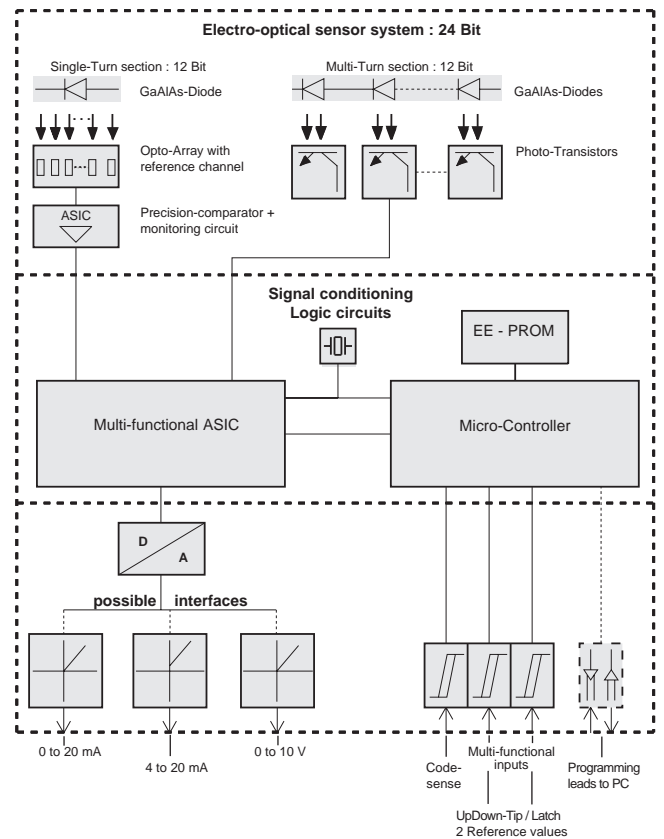 Electro-optical sensor system : 24 Bit
Single-Turn section : 12 Bit
Multi-Turn section : 12 Bit
GaAlAs-Diode
GaAlAs-Diodes
Opto-Array with
reference channel
Photo-Transistors
ASIC
Precision-comparator +
monitoring circuit
Signal conditioning
Logic circuits
EE - PROM
Multi-functional ASIC
Micro-Controller
D
A
possible interfaces
0 to 20 mA
4 to 20 mA
0 to 10 V
Code-
sense
Multi-functional
inputs
Programming
leads to PC
UpDown-Tip / Latch
2 Reference values